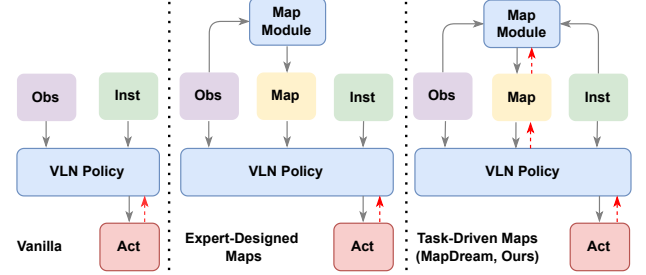 Map
Module
Obs
Inst
VLN Policy
Act
Vanilla
Obs
Map
Inst
VLN Policy
Act
Expert-Designed
Maps
Map
Module
Obs
Map
Inst
VLN Policy
Act
Task-Driven Maps
(MapDream, Ours)